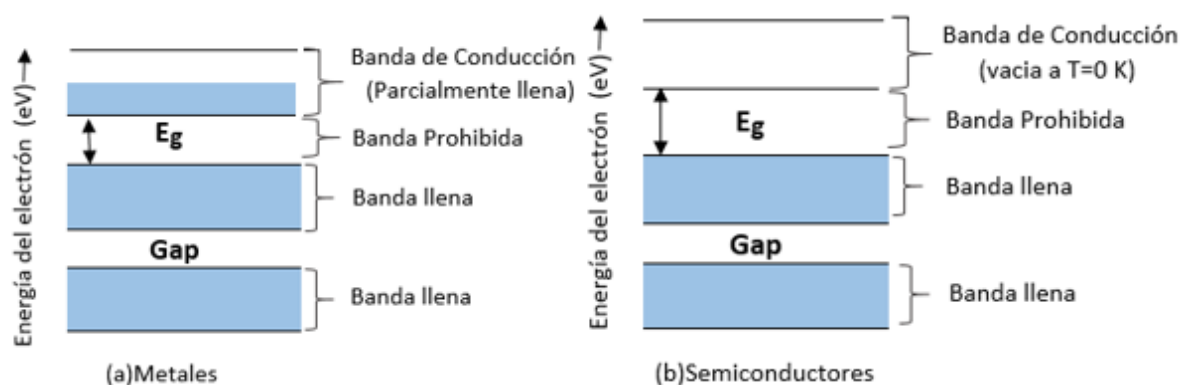 Energía del electrón (eV)
Banda de Conducción
(Parcialmente llena)
Eg
Banda Prohibida
Banda llena
Gap
Banda llena
(a)Metales
Energía del electrón (eV)
Banda de Conducción
(vacia a T=0 K)
Eg
Banda Prohibida
Banda llena
Gap
Banda llena
(b)Semiconductores